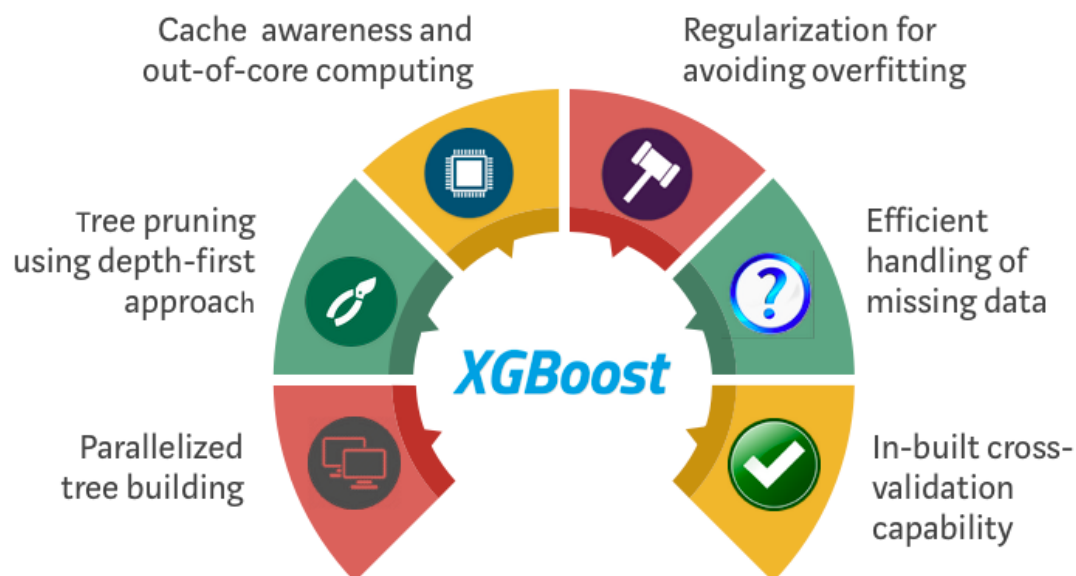 Cache awareness and
out-of-core computing
Regularization for
avoiding overfitting
Tree pruning
using depth-first
approach
Efficient
handling of
missing data
XGBoost
Parallelized
tree building
In-built cross-
validation
capability